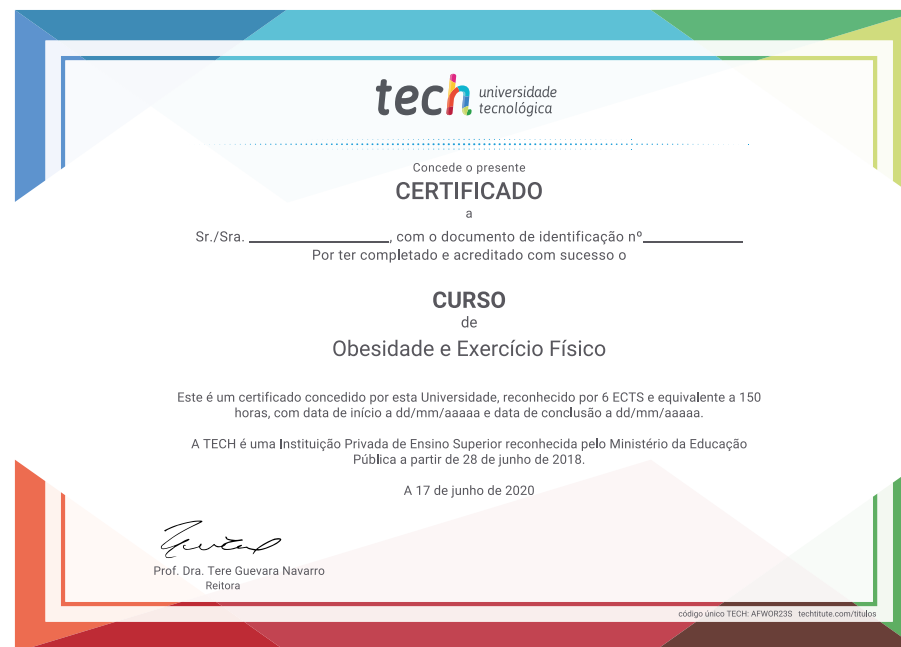 tech universidade
tecnológica
Concede o presente
CERTIFICADO
a
Sr./Sra. ________________, com o documento de identificação nº____________
Por ter completado e acreditado com sucesso o
CURSO
de
Obesidade e Exercício Físico
Este é um certificado concedido por esta Universidade, reconhecido por 6 ECTS e equivalente a 150
horas, com data de início a dd/mm/aaaaa e data de conclusão a dd/mm/aaaaa.
A TECH é uma Instituição Privada de Ensino Superior reconhecida pelo Ministério da Educação
Pública a partir de 28 de junho de 2018.
A 17 de junho de 2020
Prof. Dra. Tere Guevara Navarro
Reitora
código único TECH: AFWOR23S techtitute.com/titulos